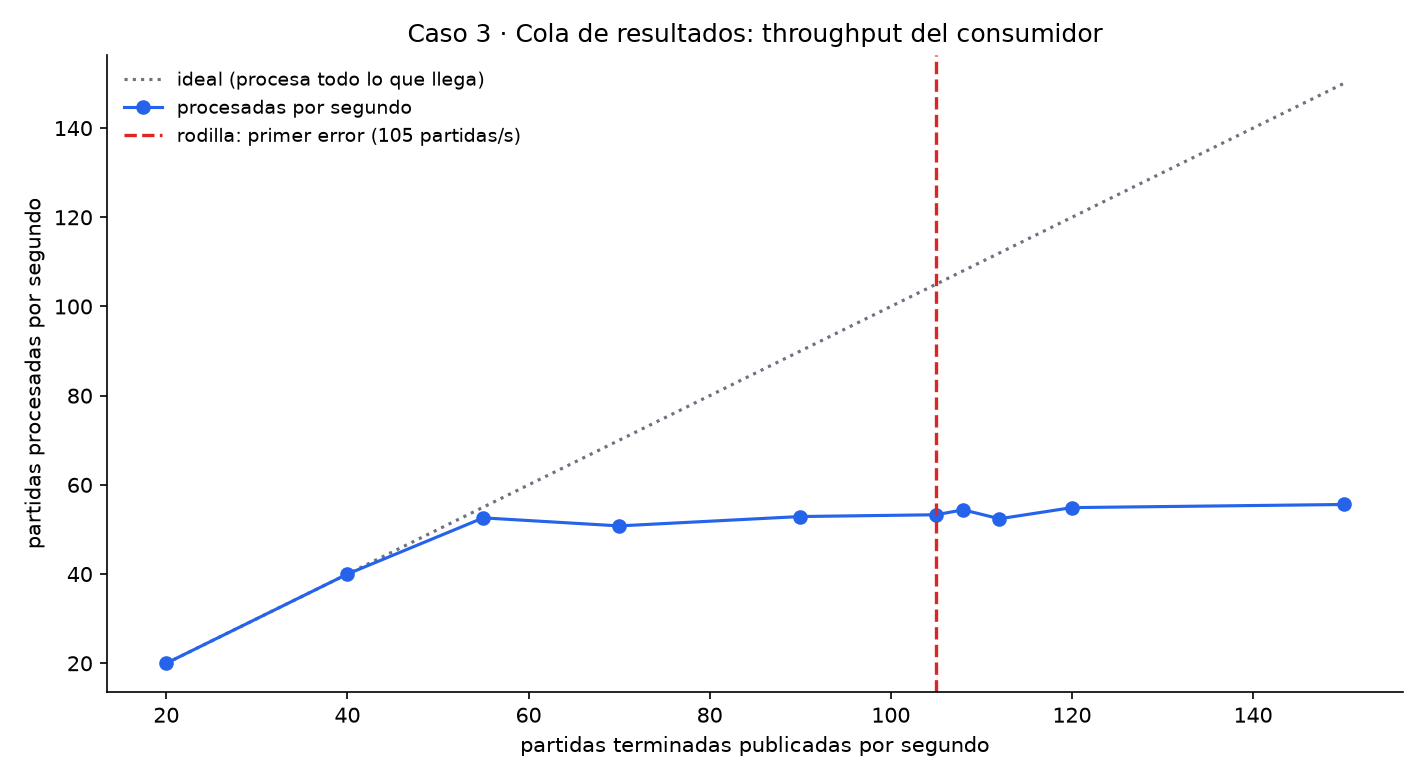 Caso 3 · Cola de resultados: throughput del consumidor
ideal (procesa todo lo que llega)
procesadas por segundo
rodilla: primer error (105 partidas/s)
partidas procesadas por segundo
140
120
100
80
60
40
20
20 40 60 80 100 120 140
partidas terminadas publicadas por segundo